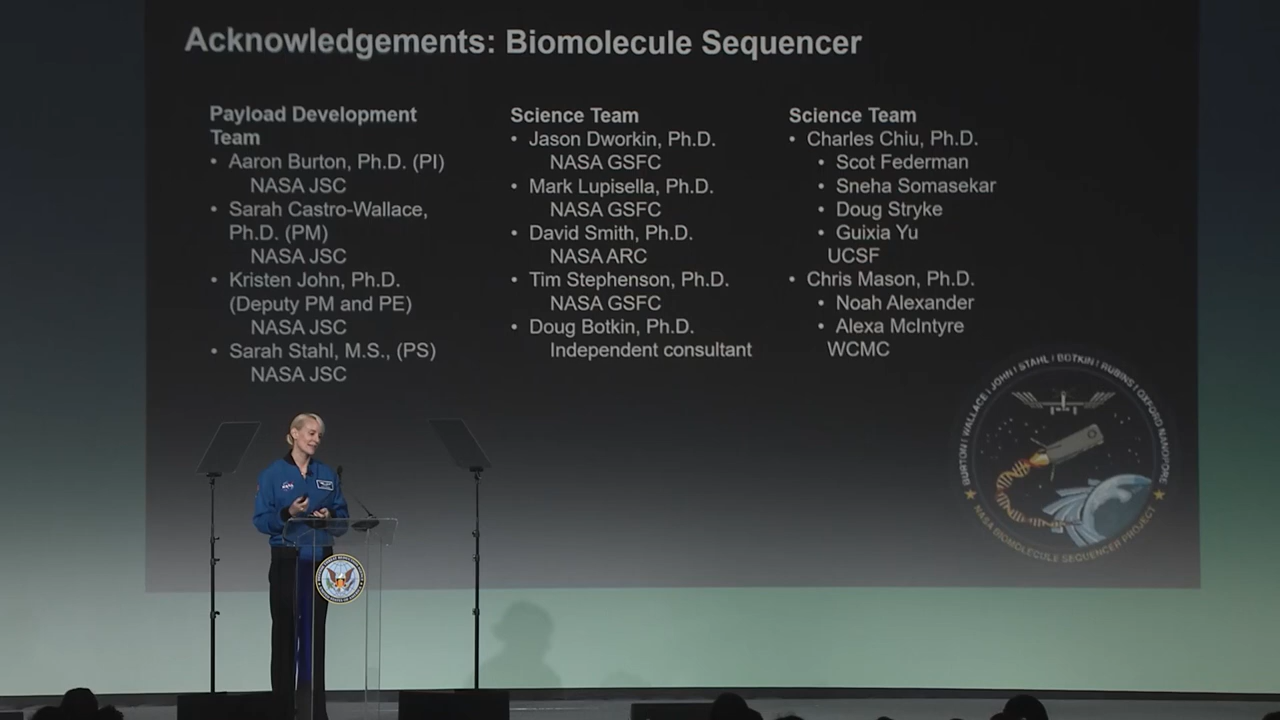 Acknowledgements: Biomolecule Sequencer
Payload Development
Team
• Aaron Burton, Ph.D. (PI)
NASA JSC
• Sarah Castro-Wallace,
Ph.D. (PM)
NASA JSC
• Kristen John, Ph.D.
(Deputy PM and PE)
NASA JSC
• Sarah Stahl, M.S., (PS)
NASA JSC
Science Team
• Jason Dworkin, Ph.D.
NASA GSFC
• Mark Lupisella, Ph.D.
NASA GSFC
• David Smith, Ph.D.
NASA ARC
• Tim Stephenson, Ph.D.
NASA GSFC
• Doug Botkin, Ph.D.
Independent consultant
Science Team
• Charles Chiu, Ph.D.
• Scot Federman
• Sneha Somasekar
• Doug Stryke
• Guixia Yu
UCSF
• Chris Mason, Ph.D.
• Noah Alexander
• Alexa McIntyre
WCMC
BURTON | WALLACE | JOHN | STAHL | BOTKIN | RUBINS | OXFORD NANOPORE
NASA BIOMOLECULE SEQUENCER PROJECT
NASA